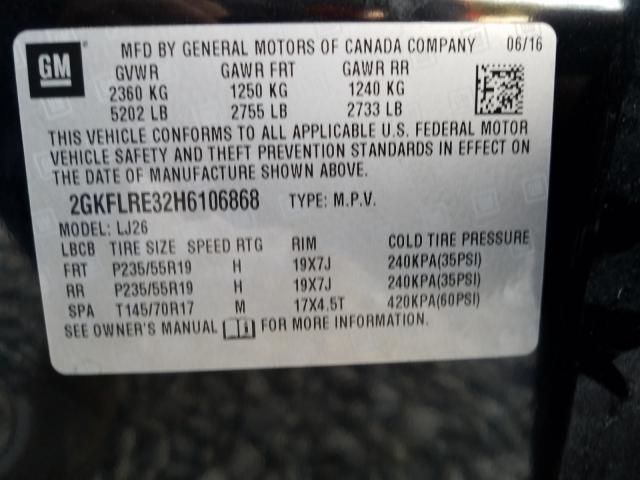 GM
MFD BY GENERAL MOTORS OF CANADA COMPANY 06/16
GVWR GAWR FRT GAWR RR
2360 KG 1250 KG 1240 KG
5202 LB 2755 LB 2733 LB
THIS VEHICLE CONFORMS TO ALL APPLICABLE U.S. FEDERAL MOTOR
VEHICLE SAFETY AND THEFT PREVENTION STANDARDS IN EFFECT
ON THE DATE OF MANUFACTURE SHOWN ABOVE.
2GKFLRE32H6106868 TYPE: M.P.V.
MODEL: LJ26
LBCB TIRE SIZE SPEED RTG RIM COLD TIRE PRESSURE
FRT P235/55R19 H 19X7J 240KPA(35PSI)
RR P235/55R19 H 19X7J 240KPA(35PSI)
SPA T145/70R17 M 17X4.5T 420KPA(60PSI)
SEE OWNER'S MANUAL FOR MORE INFORMATION.